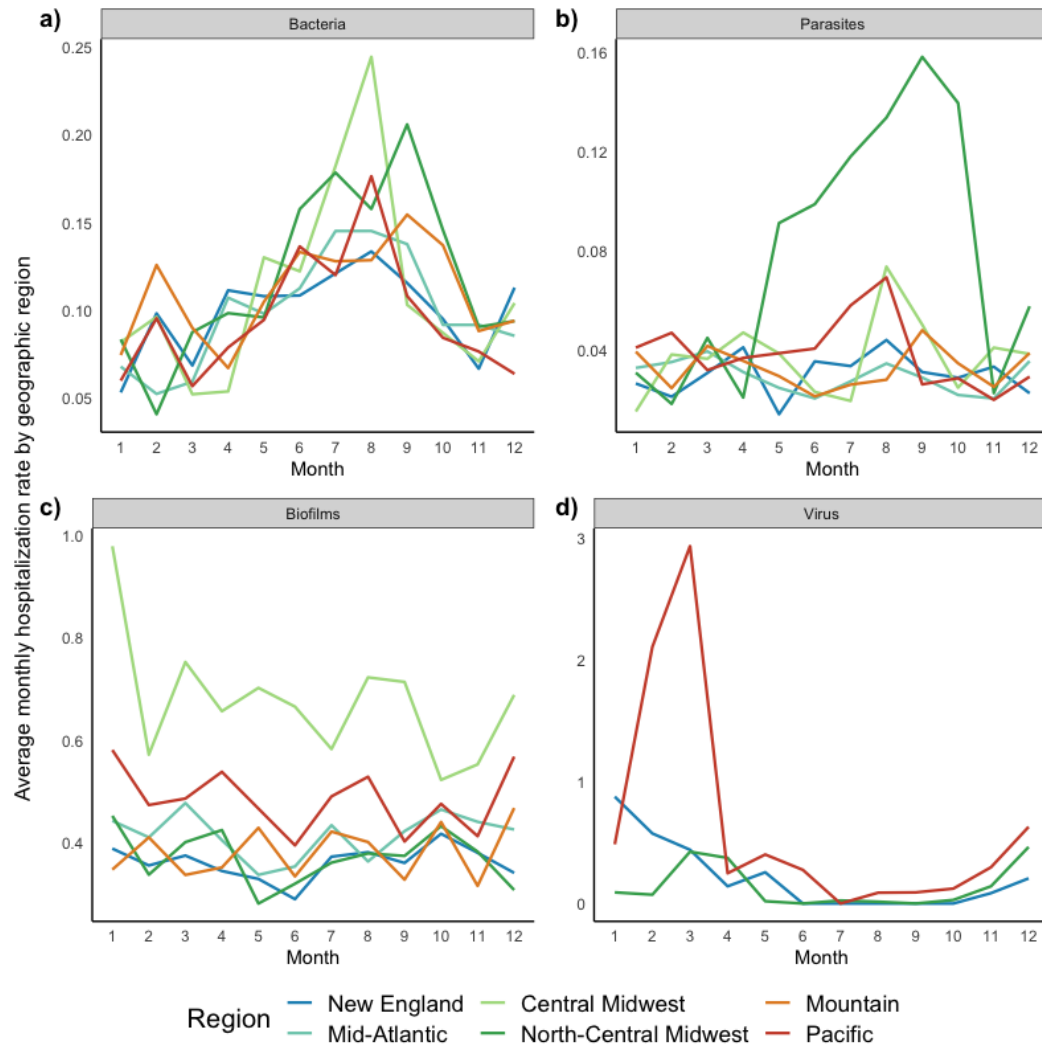 a)
Bacteria
0.25
0.20
0.15
0.10
0.05
1 2 3 4 5 6 7 8 9 10 11 12
Month
b)
Parasites
0.16
0.12
0.08
0.04
1 2 3 4 5 6 7 8 9 10 11 12
Month
Average monthly hospitalization rate by geographic region
c)
Biofilms
1.0
0.8
0.6
0.4
1 2 3 4 5 6 7 8 9 10 11 12
Month
d)
Virus
3
2
1
0
1 2 3 4 5 6 7 8 9 10 11 12
Month
Region
New England
Mid-Atlantic
Central Midwest
North-Central Midwest
Mountain
Pacific